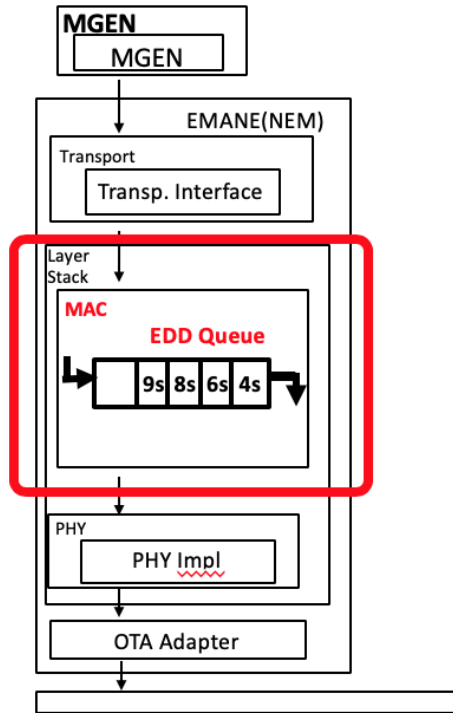 MGEN
MGEN
EMANE(NEM)
Transport
Transp. Interface
Layer
Stack
MAC
EDD Queue
9s 8s 6s 4s
PHY
PHY Impl
OTA Adapter